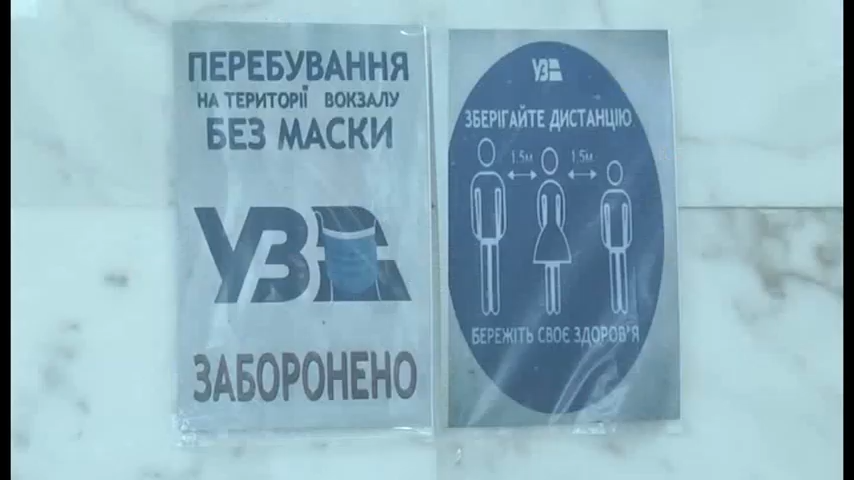 ПЕРЕБУВАННЯ
НА ТЕРИТОРІЇ ВОКЗАЛУ
БЕЗ МАСКИ
УЗ
ЗАБОРОНЕНО
УЗ
ЗБЕРІГАЙТЕ ДИСТАНЦІЮ
1.5м 1.5м
БЕРЕЖІТЬ СВОЄ ЗДОРОВ'Я